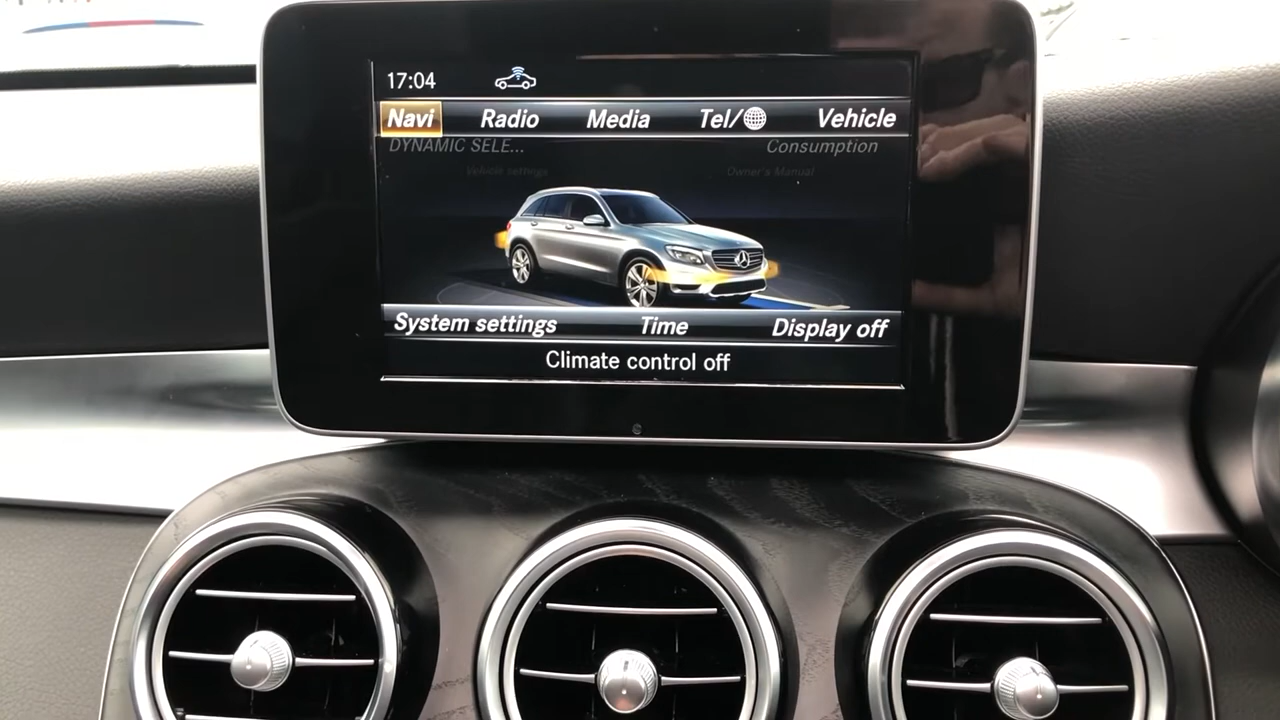 17:04
Navi Radio Media Tel/ Vehicle
DYNAMIC SELE... Consumption
Vehicle settings Owner's Manual
System settings Time Display off
Climate control off